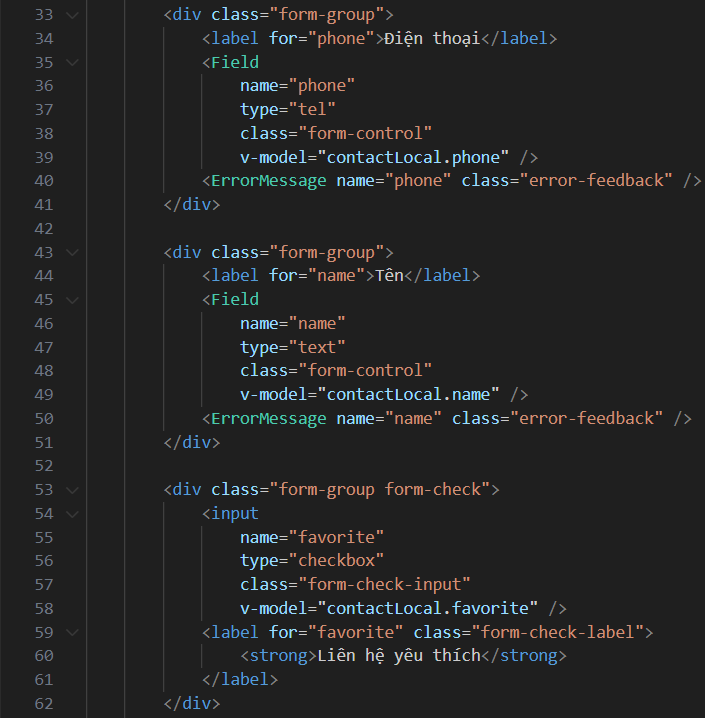 33 <div class="form-group">
34 <label for="phone">Điện thoại</label>
35 <Field
36 name="phone"
37 type="tel"
38 class="form-control"
39 v-model="contactLocal.phone" />
40 <ErrorMessage name="phone" class="error-feedback" />
41 </div>
42
43 <div class="form-group">
44 <label for="name">Tên</label>
45 <Field
46 name="name"
47 type="text"
48 class="form-control"
49 v-model="contactLocal.name" />
50 <ErrorMessage name="name" class="error-feedback" />
51 </div>
52
53 <div class="form-group form-check">
54 <input
55 name="favorite"
56 type="checkbox"
57 class="form-check-input"
58 v-model="contactLocal.favorite" />
59 <label for="favorite" class="form-check-label">
60 <strong>Liên hệ yêu thích</strong>
61 </label>
62 </div>